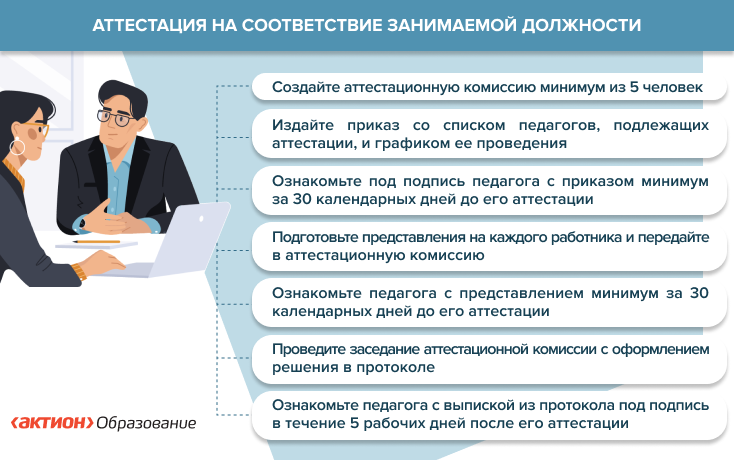 АТТЕСТАЦИЯ НА СООТВЕТСТВИЕ ЗАНИМАЕМОЙ ДОЛЖНОСТИ
Создайте аттестационную комиссию минимум из 5 человек
Издайте приказ со списком педагогов, подлежащих
аттестации, и графиком ее проведения
Ознакомьте под подпись педагога с приказом минимум
за 30 календарных дней до его аттестации
Подготовьте представления на каждого работника и передайте
в аттестационную комиссию
Ознакомьте педагога с представлением минимум за 30
календарных дней до его аттестации
Проведите заседание аттестационной комиссии с оформлением
решения в протоколе
Ознакомьте педагога с выпиской из протокола под подпись
в течение 5 рабочих дней после его аттестации
актион Образование